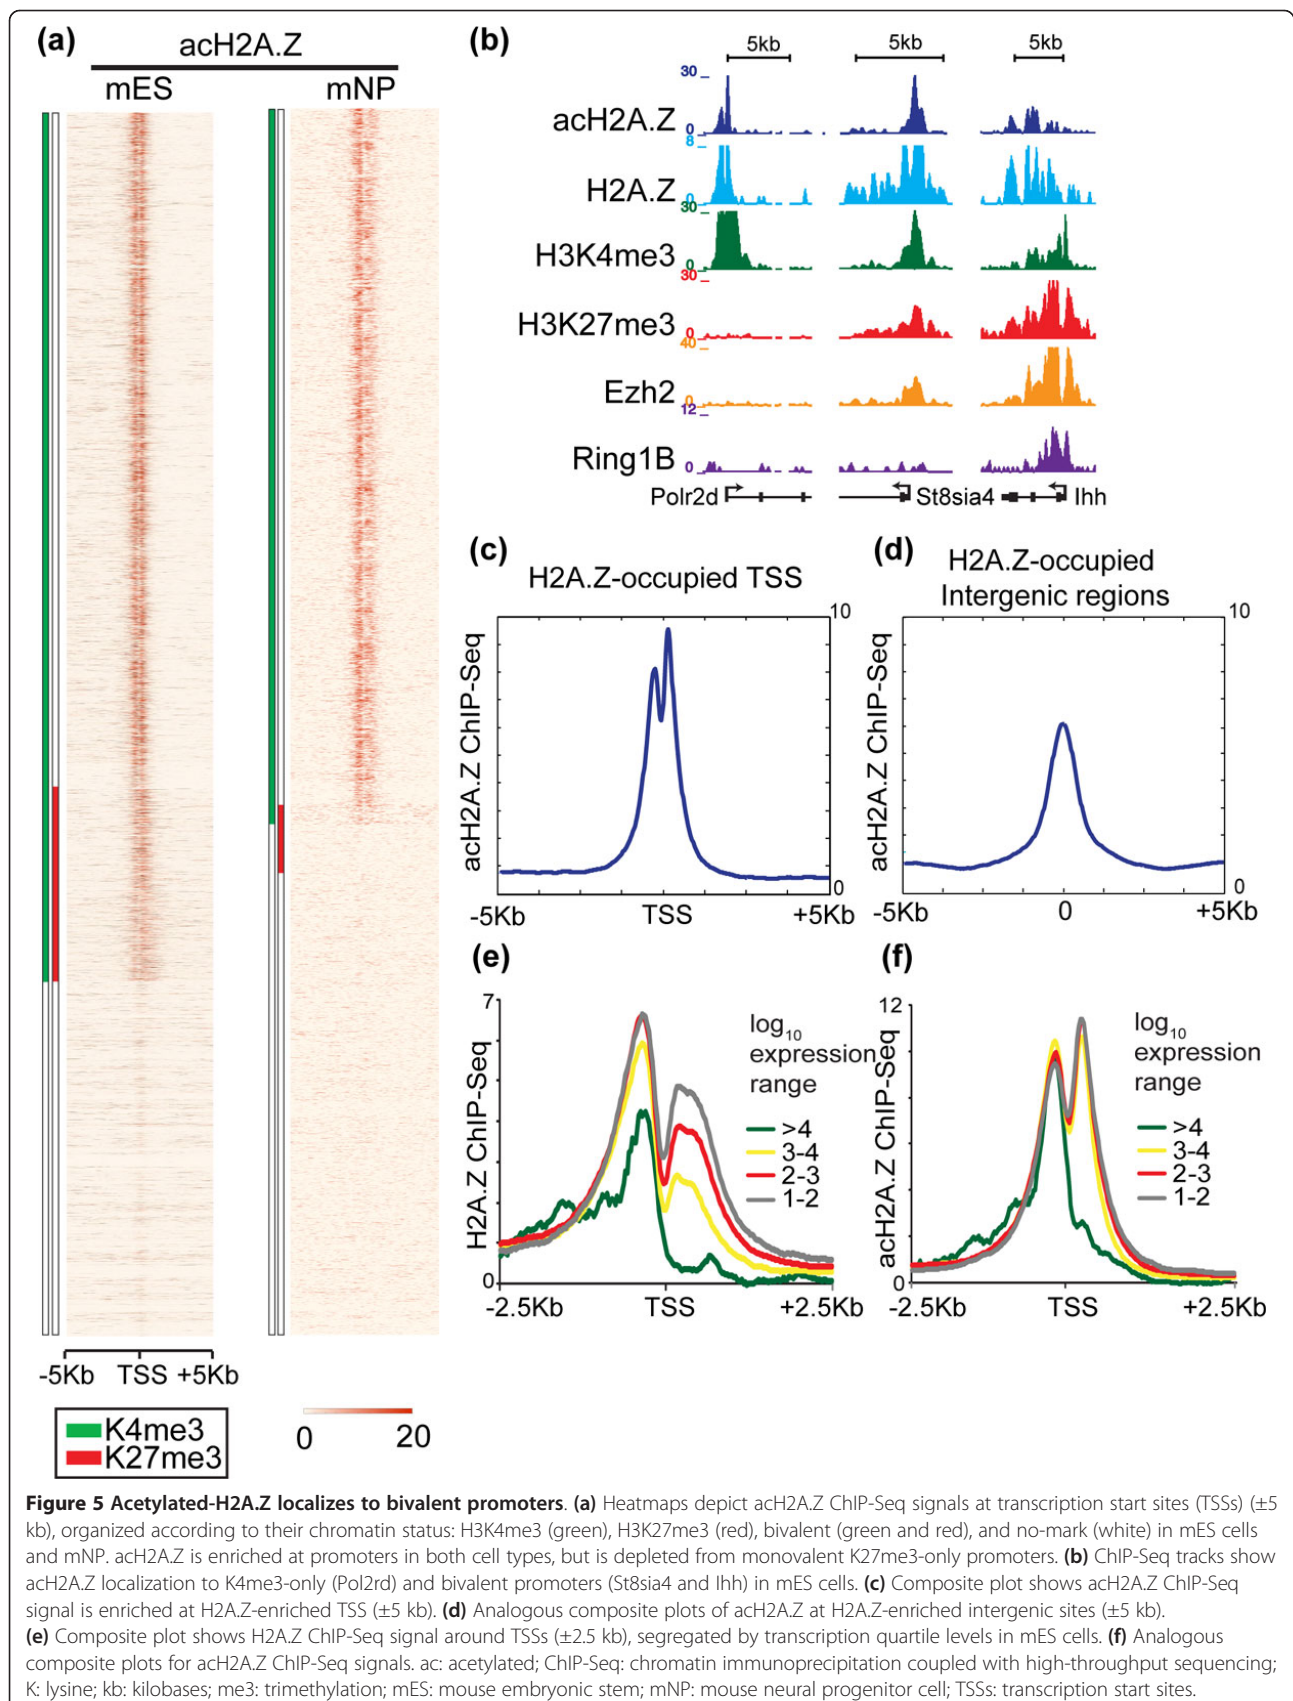 (a)
acH2A.Z
mES
mNP
-5Kb TSS +5Kb
K4me3
K27me3
0 20
(b)
5kb 5kb 5kb
acH2A.Z
30
0
H2A.Z
8
0
H3K4me3
30
0
H3K27me3
30
0
Ezh2
40
0
Ring1B
12
0
Polr2d St8sia4 Ihh
(c)
H2A.Z-occupied TSS
acH2A.Z ChIP-Seq
10
0
-5Kb TSS +5Kb
(d)
H2A.Z-occupied
Intergenic regions
acH2A.Z ChIP-Seq
10
0
-5Kb 0 +5Kb
(e)
7
H2A.Z ChIP-Seq
0
-2.5Kb TSS +2.5Kb
log10
expression
range
>4
3-4
2-3
1-2
(f)
12
acH2A.Z ChIP-Seq
0
-2.5Kb TSS +2.5Kb
log10
expression
range
>4
3-4
2-3
1-2
Figure 5 Acetylated-H2A.Z localizes to bivalent promoters. (a) Heatmaps depict acH2A.Z ChIP-Seq signals at transcription start sites (TSSs) (±5
kb), organized according to their chromatin status: H3K4me3 (green), H3K27me3 (red), bivalent (green and red), and no-mark (white) in mES cells
and mNP. acH2A.Z is enriched at promoters in both cell types, but is depleted from monovalent K27me3-only promoters. (b) ChIP-Seq tracks show
acH2A.Z localization to K4me3-only (Pol2rd) and bivalent promoters (St8sia4 and Ihh) in mES cells. (c) Composite plot shows acH2A.Z ChIP-Seq
signal is enriched at H2A.Z-enriched TSS (±5 kb). (d) Analogous composite plots of acH2A.Z at H2A.Z-enriched intergenic sites (±5 kb).
(e) Composite plot shows H2A.Z ChIP-Seq signal around TSSs (±2.5 kb), segregated by transcription quartile levels in mES cells. (f) Analogous
composite plots for acH2A.Z ChIP-Seq signals. ac: acetylated; ChIP-Seq: chromatin immunoprecipitation coupled with high-throughput sequencing;
K: lysine; kb: kilobases; me3: trimethylation; mES: mouse embryonic stem; mNP: mouse neural progenitor cell; TSSs: transcription start sites.